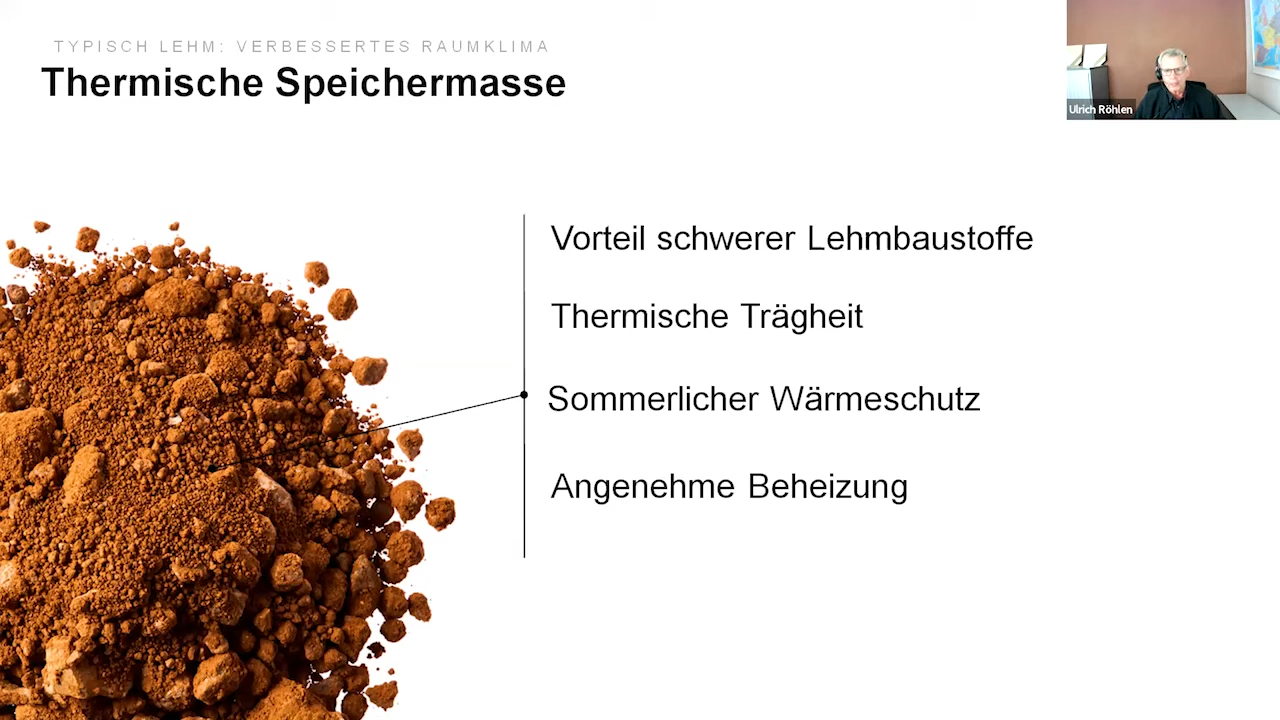 TYPISCH LEHM: VERBESSERTES RAUMKLIMA
Thermische Speichermasse
Ulrich Röhlen
Vorteil schwerer Lehmbaustoffe
Thermische Trägheit
Sommerlicher Wärmeschutz
Angenehme Beheizung